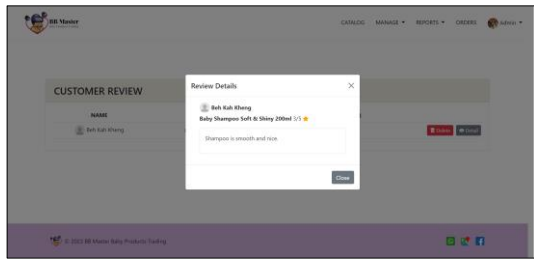 BB Master
CATALOG MANAGE REPORTS ORDERS Admin
CUSTOMER REVIEW
NAME
Beh Kah Kheng
Delete Detail
Review Details
Beh Kah Kheng
Baby Shampoo Soft & Shiny 200ml 3/5
Shampoo is smooth and nice
Close
© 2023 BB Master Baby Products Trading